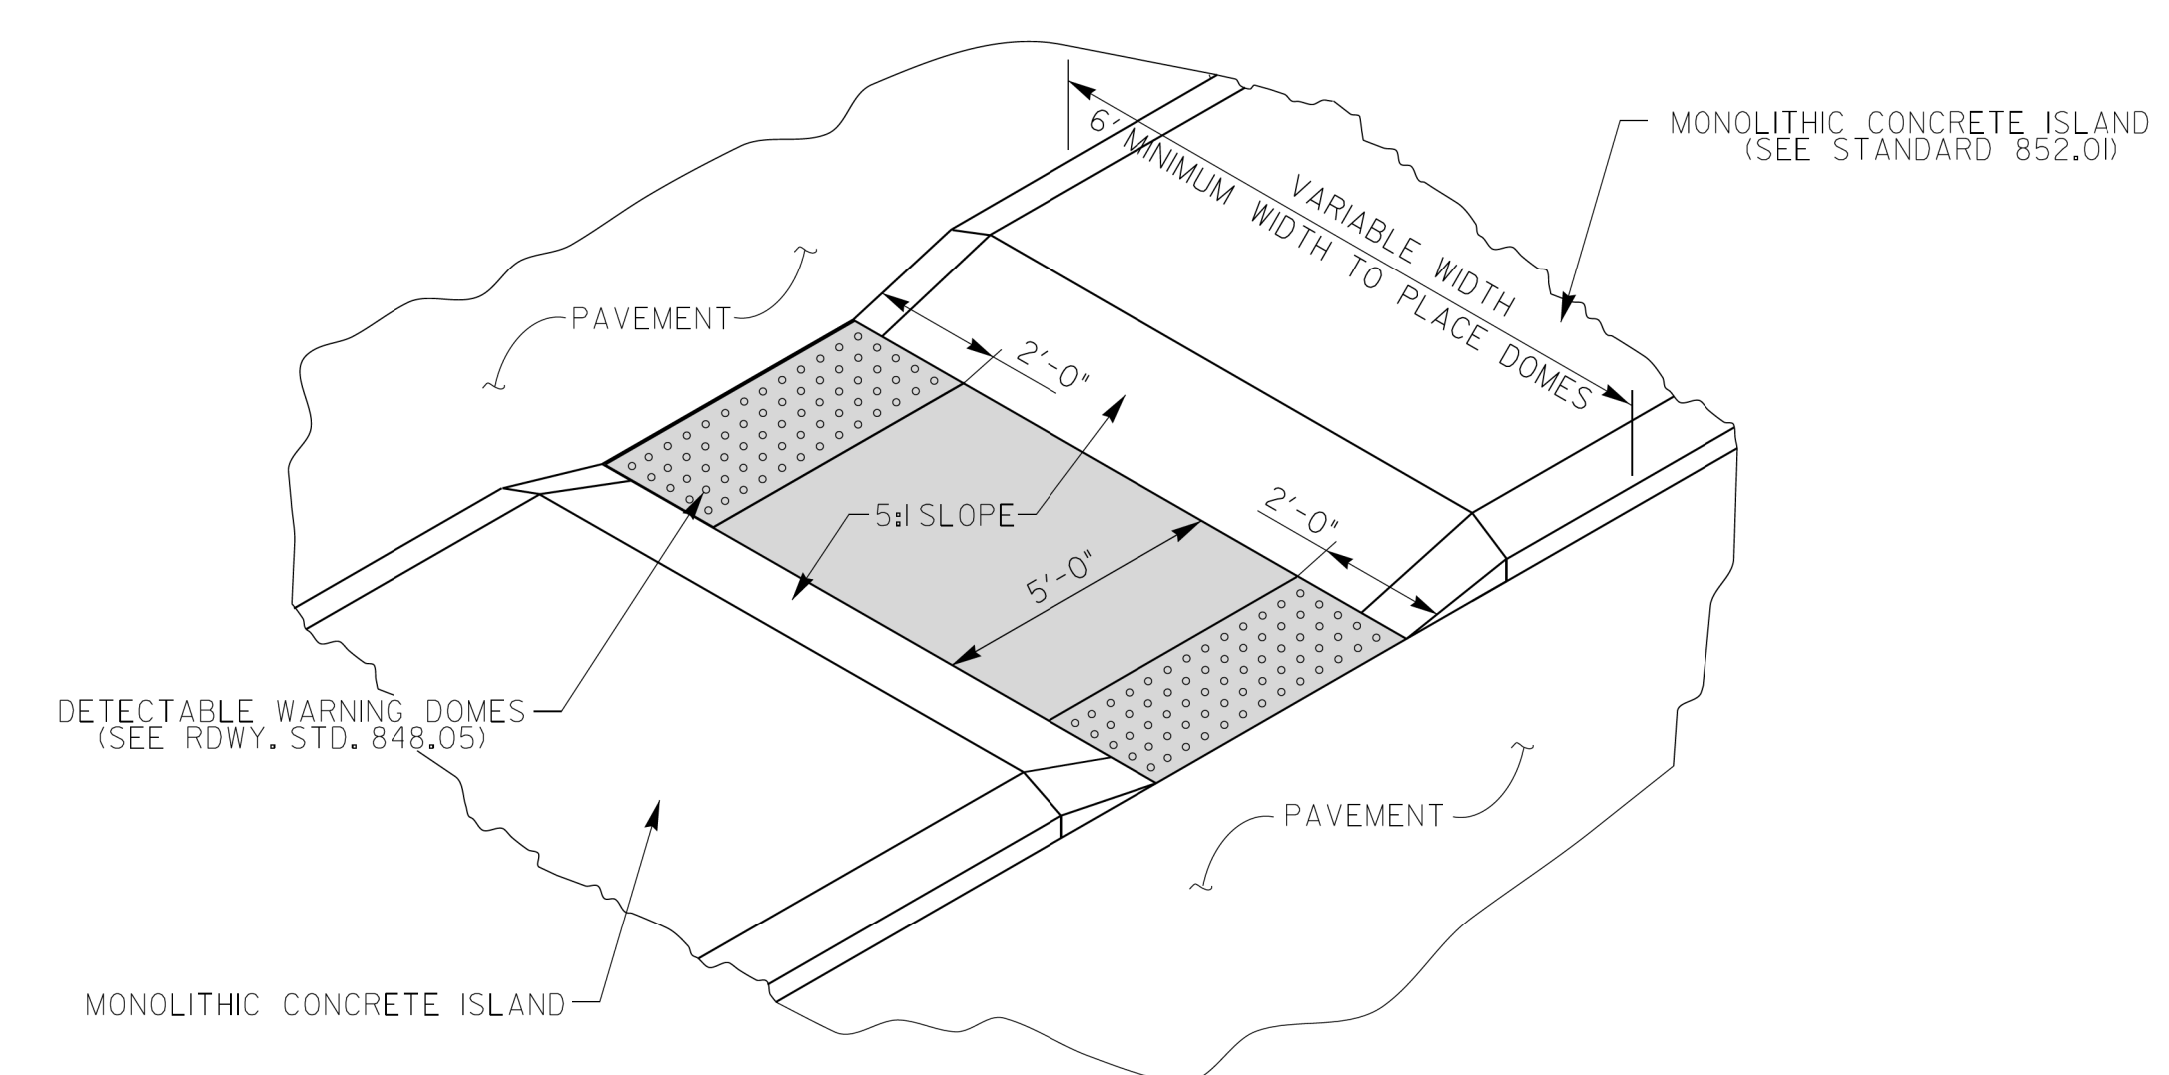 MONOLITHIC CONCRETE ISLAND
(SEE STANDARD 852.01)
6' MINIMUM WIDTH TO PLACE DOMES
VARIABLE WIDTH
PAVEMENT
2'-0"
5:1 SLOPE
2'-0"
5'-0"
DETECTABLE WARNING DOMES
(SEE RDWY. STD. 848.05)
PAVEMENT
MONOLITHIC CONCRETE ISLAND